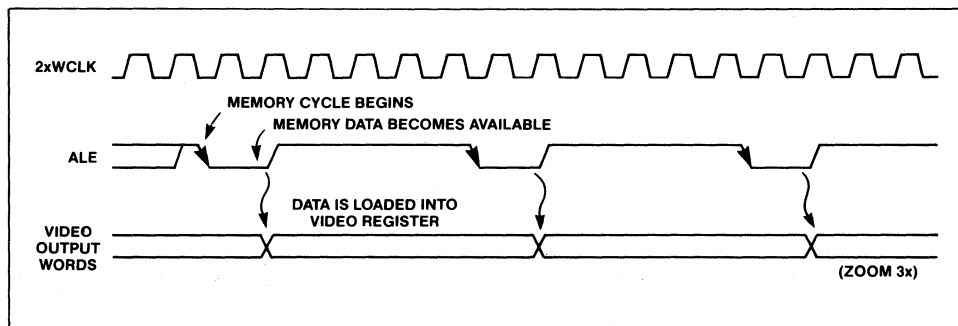 2xWCLK
MEMORY CYCLE BEGINS
MEMORY DATA BECOMES AVAILABLE
ALE
DATA IS LOADED INTO
VIDEO REGISTER
VIDEO
OUTPUT
WORDS
(ZOOM 3x)